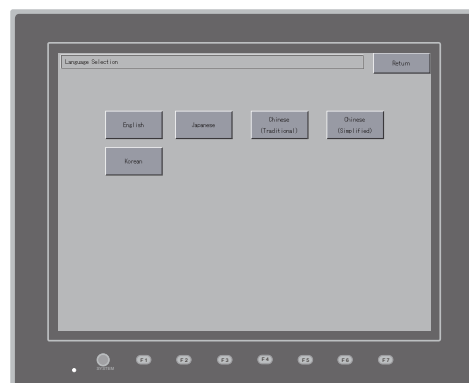 Language Selection
Return
English
Japanese
Chinese
(Traditional)
Chinese
(Simplified)
Korean
SYSTEM
F1
F2
F3
F4
F5
F6
F7